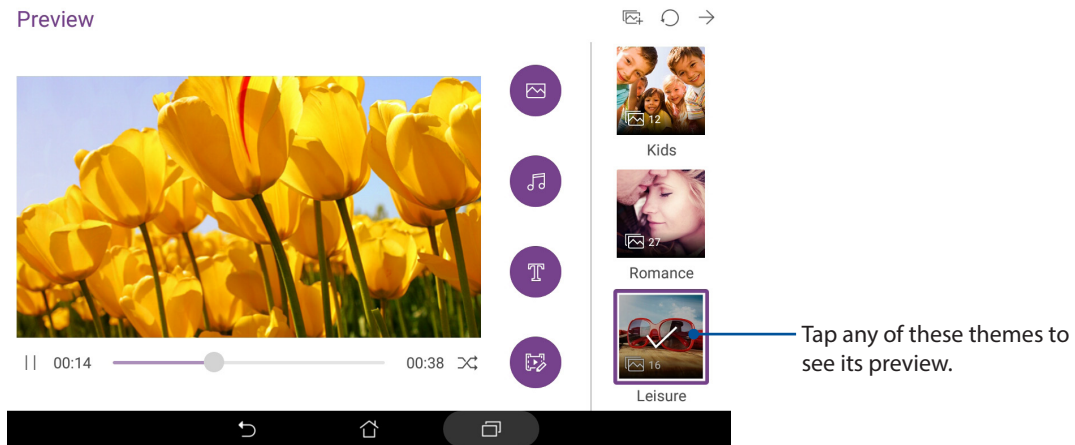 Preview
12
Kids
27
Romance
16
Leisure
T
00:14
00:38
Tap any of these themes to
see its preview.